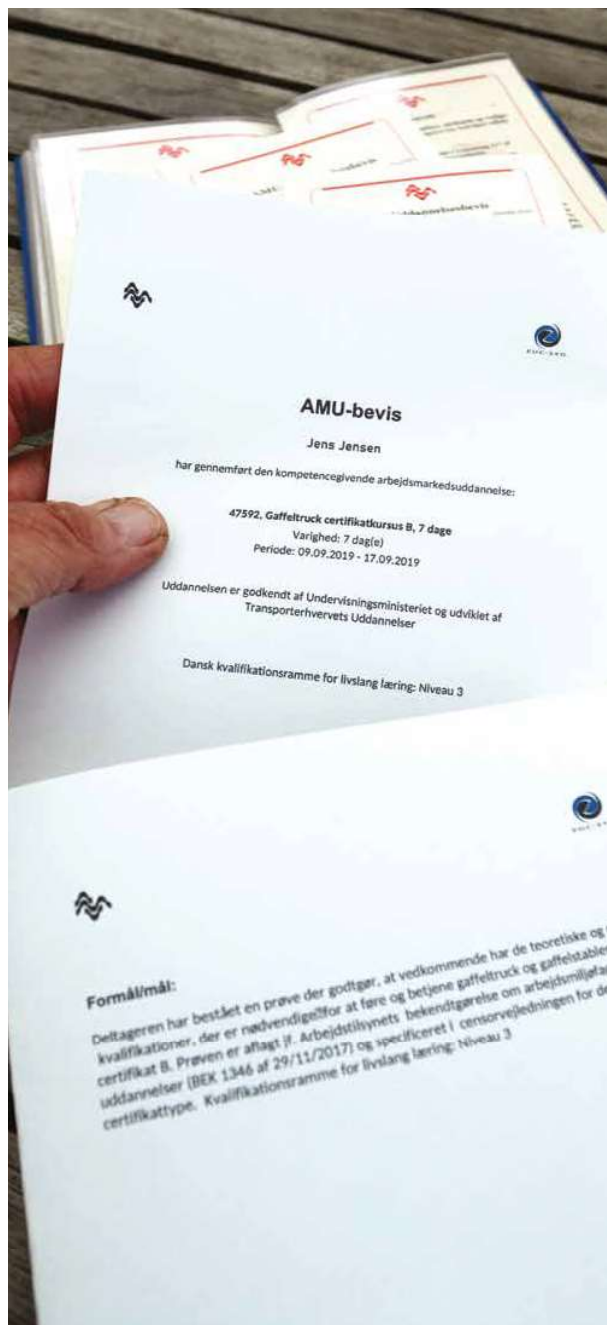 Uddannelsesbevis
EUC-SYD
AMU-bevis
Jens Jensen
har gennemført den kompetencegivende arbejdsmarkedsuddannelse:
47592, Gaffeltruck certifikatkursus B, 7 dage
Varighed: 7 dag(e)
Periode: 09.09.2019 - 17.09.2019
Uddannelsen er godkendt af Undervisningsministeriet og udviklet af
Transporterhvervets Uddannelser
Dansk kvalifikationsramme for livslang læring: Niveau 3
Formål/mål:
Deltageren har bestået en prøve der godtgør, at vedkommende har de teoretiske og
kvalifikationer, der er nødvendige for at føre og betjene gaffeltruck og gaffelstabler
certifikat B. Prøven er aflagt jf. Arbejdstilsynets bekendtgørelse om
uddannelser (BEK 1346 af 29/11/2017) og specificeret i censorvejledningen for
certifikattype. Kvalifikationsramme for livslang læring: Niveau 3